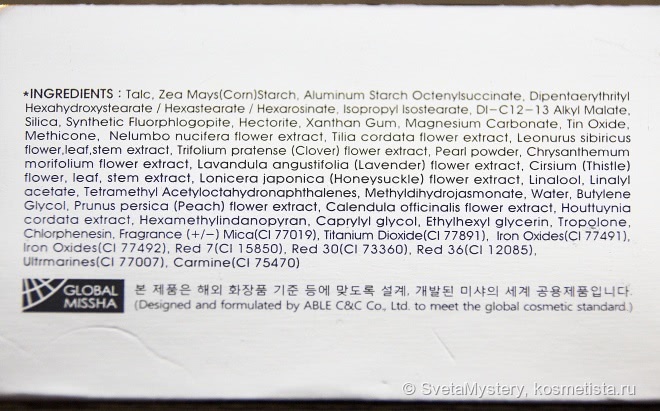 *INGREDIENTS : Talc, Zea Mays(Corn)Starch, Aluminum Starch Octenylsuccinate, Dipentaerythrityl
Hexahydroxystearate / Hexastearate / Hexarosinate, Isopropyl Isostearate, DI-C12-13 Alkyl Malate,
Silica, Synthetic Fluorphlogopite, Hectorite, Xanthan Gum, Magnesium Carbonate, Tin Oxide,
Methicone, Nelumbo nucifera flower extract, Tilia cordata flower extract, Leonurus sibiricus
flower,leaf,stem extract, Trifolium pratense (Clover) flower extract, Pearl powder, Chrysanthemum
morifolium flower extract, Lavandula angustifolia (Lavender) flower extract, Cirsium (Thistle)
flower, leaf, stem extract, Lonicera japonica (Honeysuckle) flower extract, Linalool, Linalyl
acetate, Tetramethyl Acetyloctahydronaphthalenes, Methyldihydrojasmonate, Water, Butylene
Glycol, Prunus persica (Peach) flower extract, Calendula officinalis flower extract, Houttuynia
cordata extract, Hexamethylindanopyran, Caprylyl glycol, Ethylhexyl glycerin, Tropolone,
Chlorphenesin, Fragrance (+/-) Mica(CI 77019), Titanium Dioxide(CI 77891), Iron Oxides(CI 77491),
Iron Oxides(CI 77492), Red 7(CI 15850), Red 30(CI 73360), Red 36(CI 12085),
Ultrmarines(CI 77007), Carmine(CI 75470)
GLOBAL
MISSHA
본 제품은 해외 화장품 기준 등에 맞도록 설계, 개발된 미샤의 세계 공용제품입니다.
(Designed and formulated by ABLE C&C Co., Ltd. to meet the global cosmetic standard.)
© SvetaMystery, kosmetista.ru